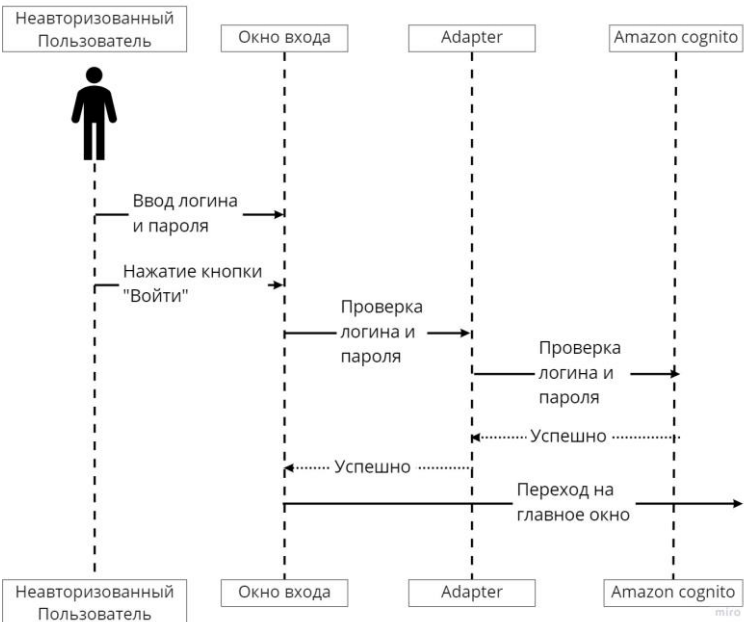 Неавторизованный
Пользователь
Окно входа
Adapter
Amazon cognito
Ввод логина
и пароля
Нажатие кнопки
"Войти"
Проверка
логина и
пароля
Проверка
логина и
пароля
Успешно
Успешно
Переход на
главное окно
Неавторизованный
Пользователь
Окно входа
Adapter
Amazon cognito
miro